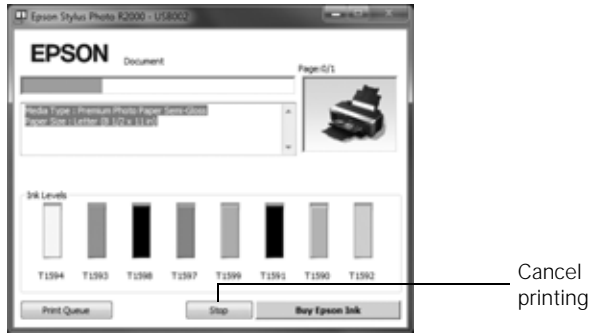 Epson Stylus Photo R2000 - USB002
EPSON
Document
Page:0/1
Media Type : Premium Photo Paper Semi-Gloss
Paper Size : Letter (8 1/2 x 11 in)
Ink Levels
T1594 T1593 T1598 T1597 T1599 T1591 T1590 T1592
Print Queue Stop Buy Epson Ink
Cancel
printing